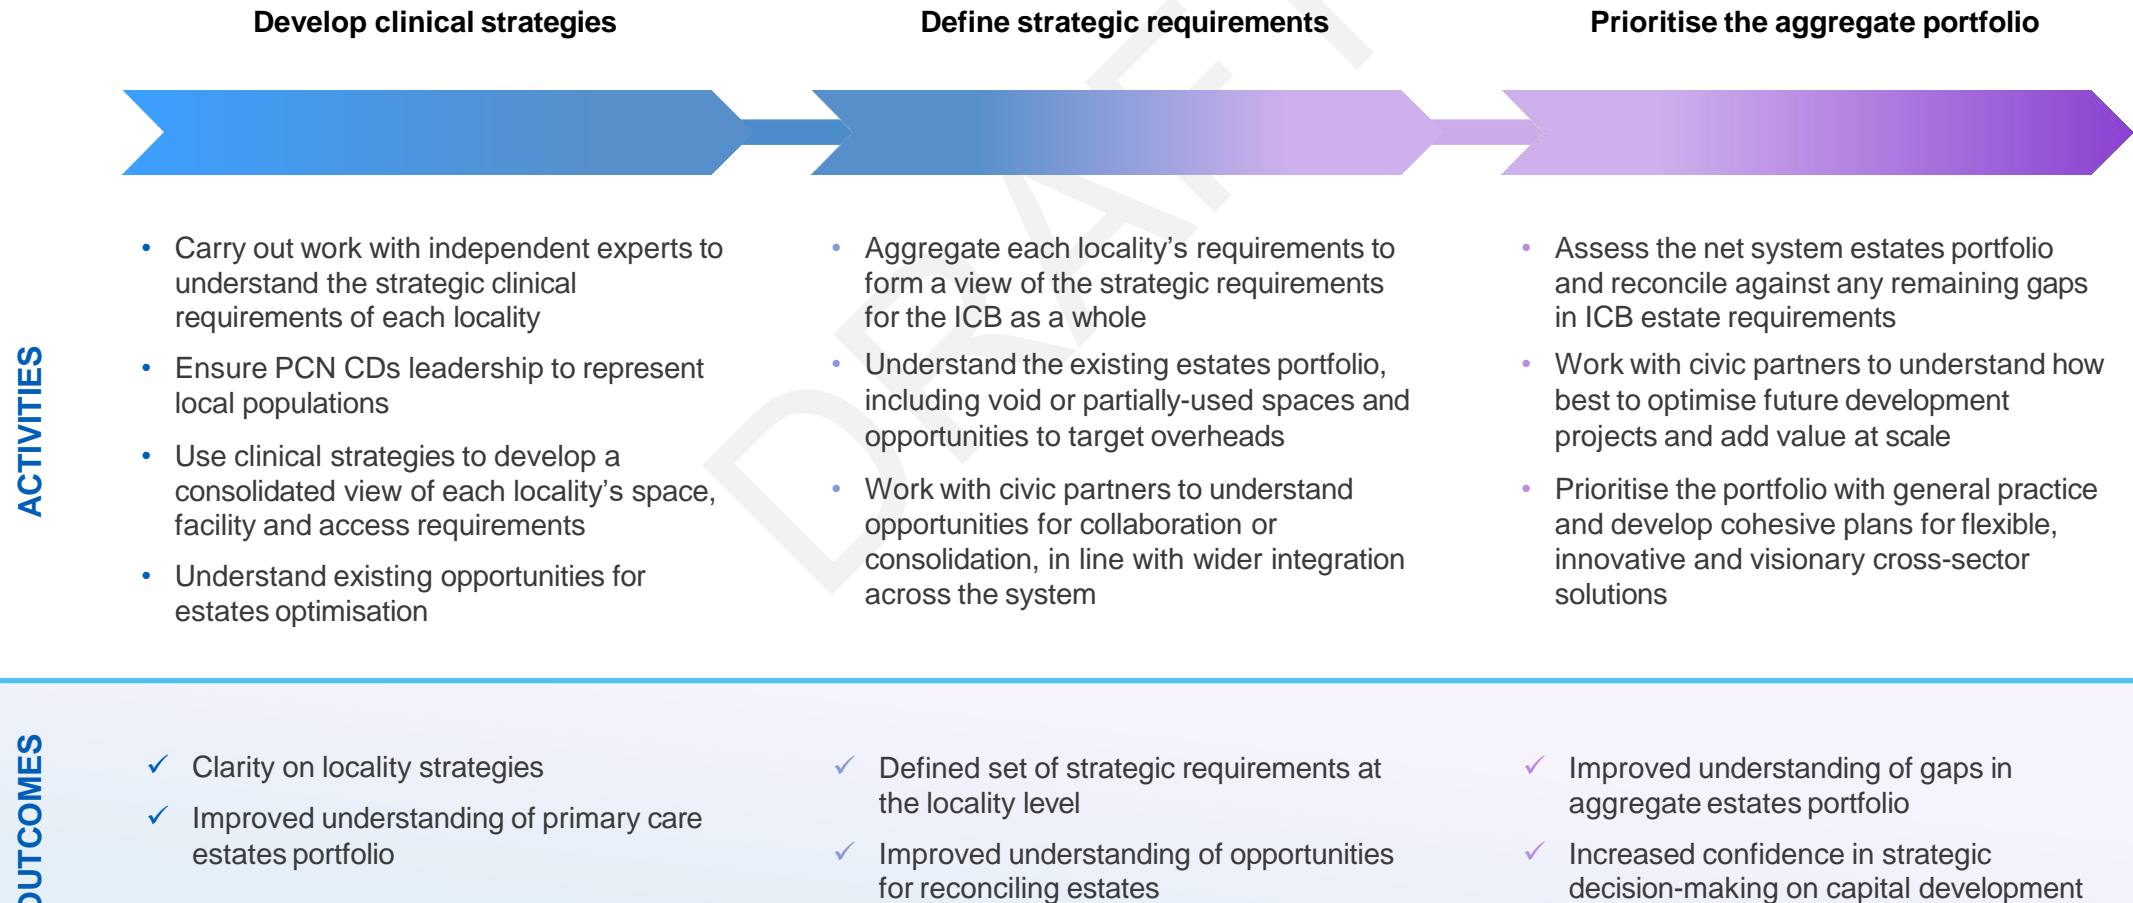 Develop clinical strategies
Define strategic requirements
Prioritise the aggregate portfolio
DRAFT
ACTIVITIES
• Carry out work with independent experts to
understand the strategic clinical
requirements of each locality
• Ensure PCN CDs leadership to represent
local populations
• Use clinical strategies to develop a
consolidated view of each locality’s space,
facility and access requirements
• Understand existing opportunities for
estates optimisation
• Aggregate each locality’s requirements to
form a view of the strategic requirements
for the ICB as a whole
• Understand the existing estates portfolio,
including void or partially-used spaces and
opportunities to target overheads
• Work with civic partners to understand
opportunities for collaboration or
consolidation, in line with wider integration
across the system
• Assess the net system estates portfolio
and reconcile against any remaining gaps
in ICB estate requirements
• Work with civic partners to understand how
best to optimise future development
projects and add value at scale
• Prioritise the portfolio with general practice
and develop cohesive plans for flexible,
innovative and visionary cross-sector
solutions
OUTCOMES
✓ Clarity on locality strategies
✓ Improved understanding of primary care
estates portfolio
✓ Defined set of strategic requirements at
the locality level
✓ Improved understanding of opportunities
for reconciling estates
✓ Improved understanding of gaps in
aggregate estates portfolio
✓ Increased confidence in strategic
decision-making on capital development